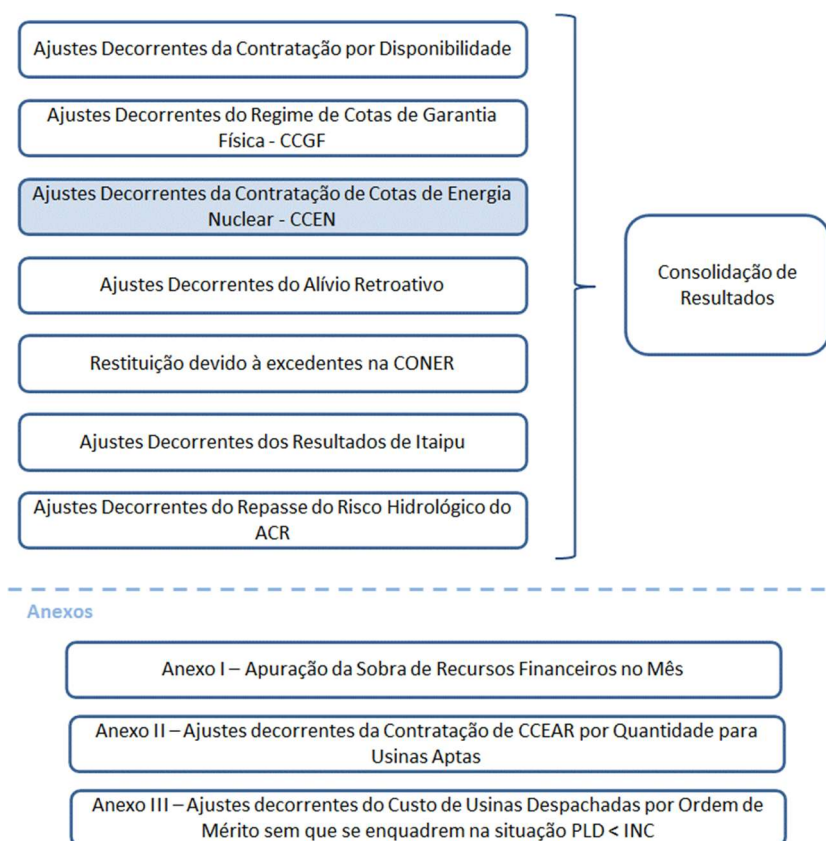 Ajustes Decorrentes da Contratação por Disponibilidade
Ajustes Decorrentes do Regime de Cotas de Garantia
Física - CCGF
Ajustes Decorrentes da Contratação de Cotas de Energia
Nuclear - CCEN
Ajustes Decorrentes do Alívio Retroativo
Restituição devido à excedentes na CONER
Ajustes Decorrentes dos Resultados de Itaipu
Ajustes Decorrentes do Repasse do Risco Hidrológico do
ACR
Consolidação de
Resultados
Anexos
Anexo I – Apuração da Sobra de Recursos Financeiros no Mês
Anexo II – Ajustes decorrentes da Contratação de CCEAR por Quantidade para
Usinas Aptas
Anexo III – Ajustes decorrentes do Custo de Usinas Despachadas por Ordem de
Mérito sem que se enquadrem na situação PLD < INC